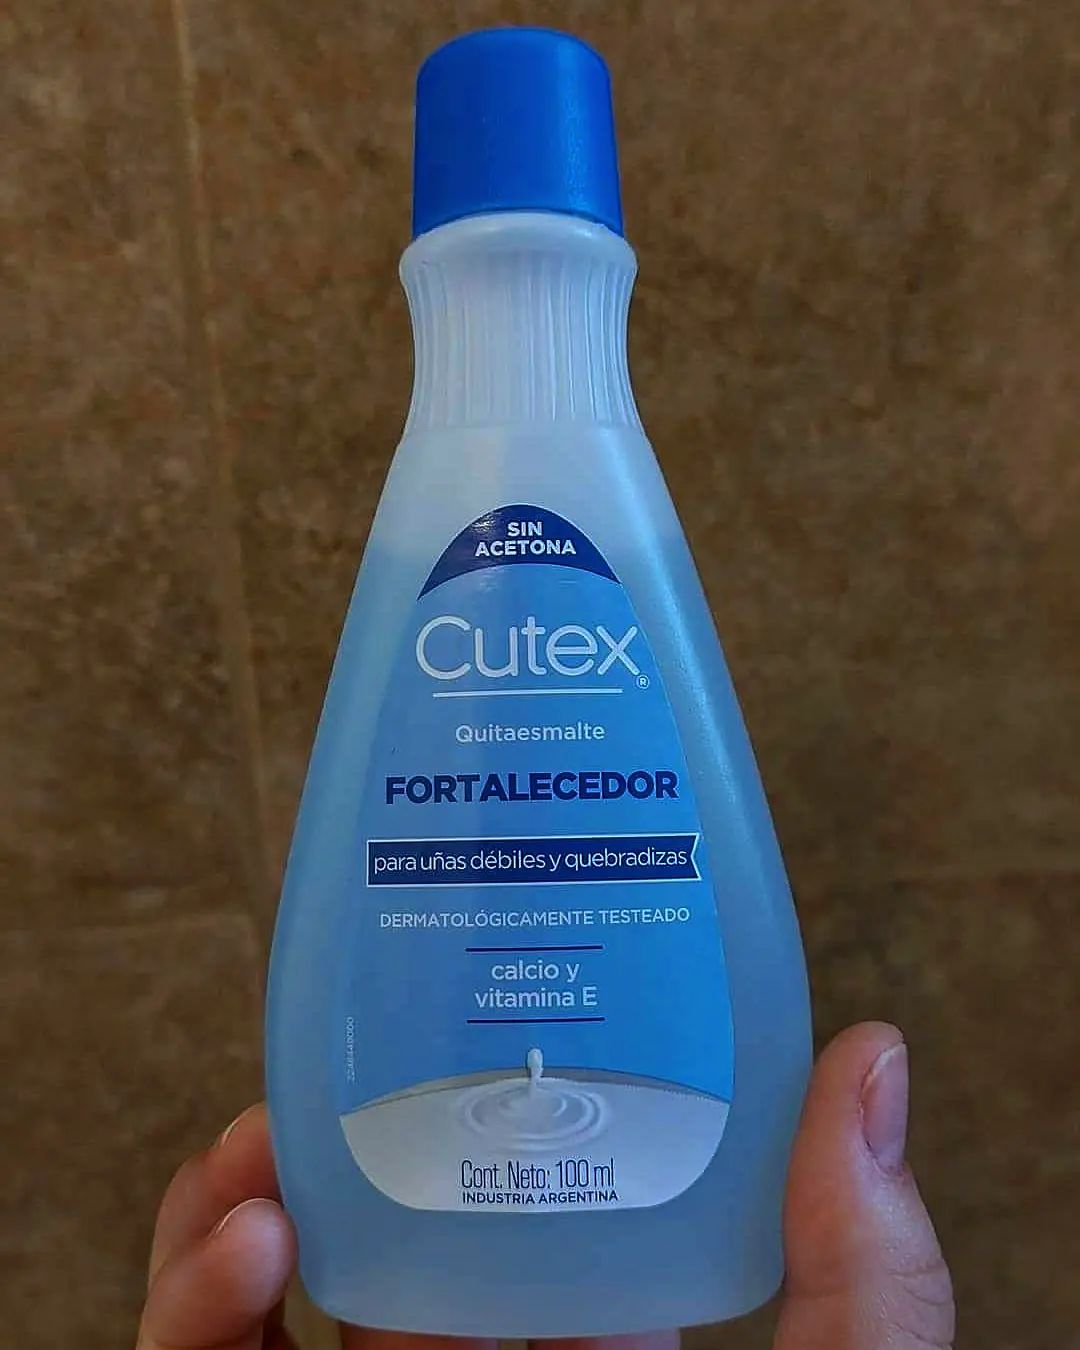 SIN
ACETONA
Cutex®
Quitaesmalte
FORTALECEDOR
para uñas débiles y quebradizas
DERMATOLÓGICAMENTE TESTEADO
calcio y
vitamina E
Cont. Neto: 100 ml
INDUSTRIA ARGENTINA